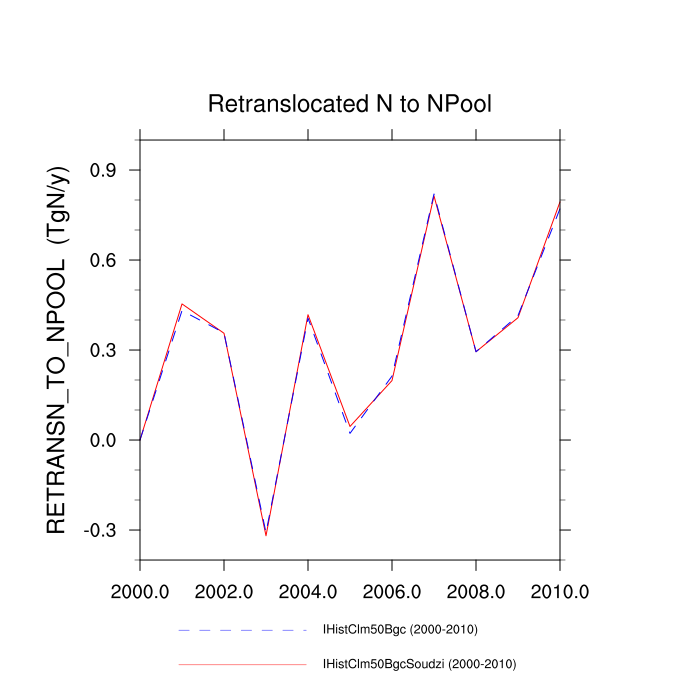 Retranslocated N to NPool
RETRANSN_TO_NPOOL (TgN/y)
0.9
0.6
0.3
0.0
-0.3
2000.0 2002.0 2004.0 2006.0 2008.0 2010.0
IHistClm50Bgc (2000-2010)
IHistClm50BgcSoudzi (2000-2010)